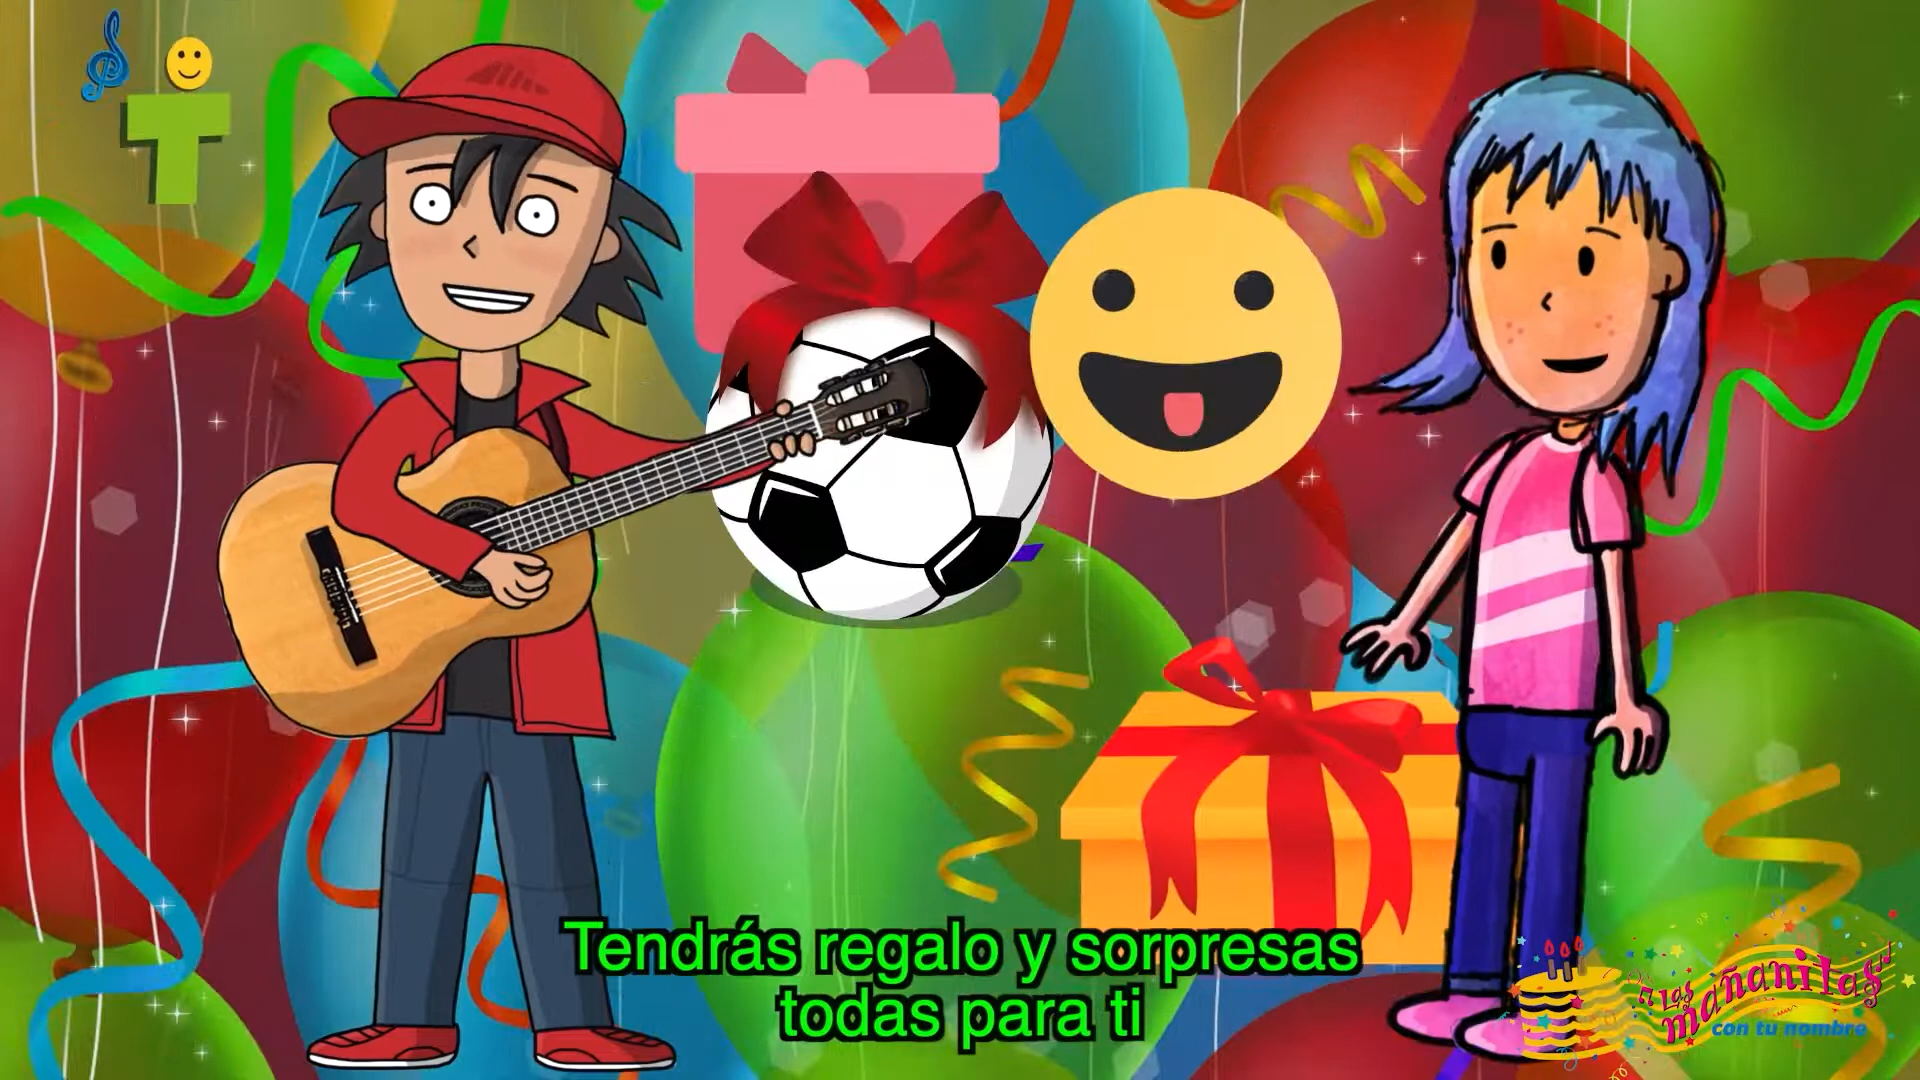 T
Tendrás regalo y sorpresas
todas para ti
las
mañanitas
con tu nombre